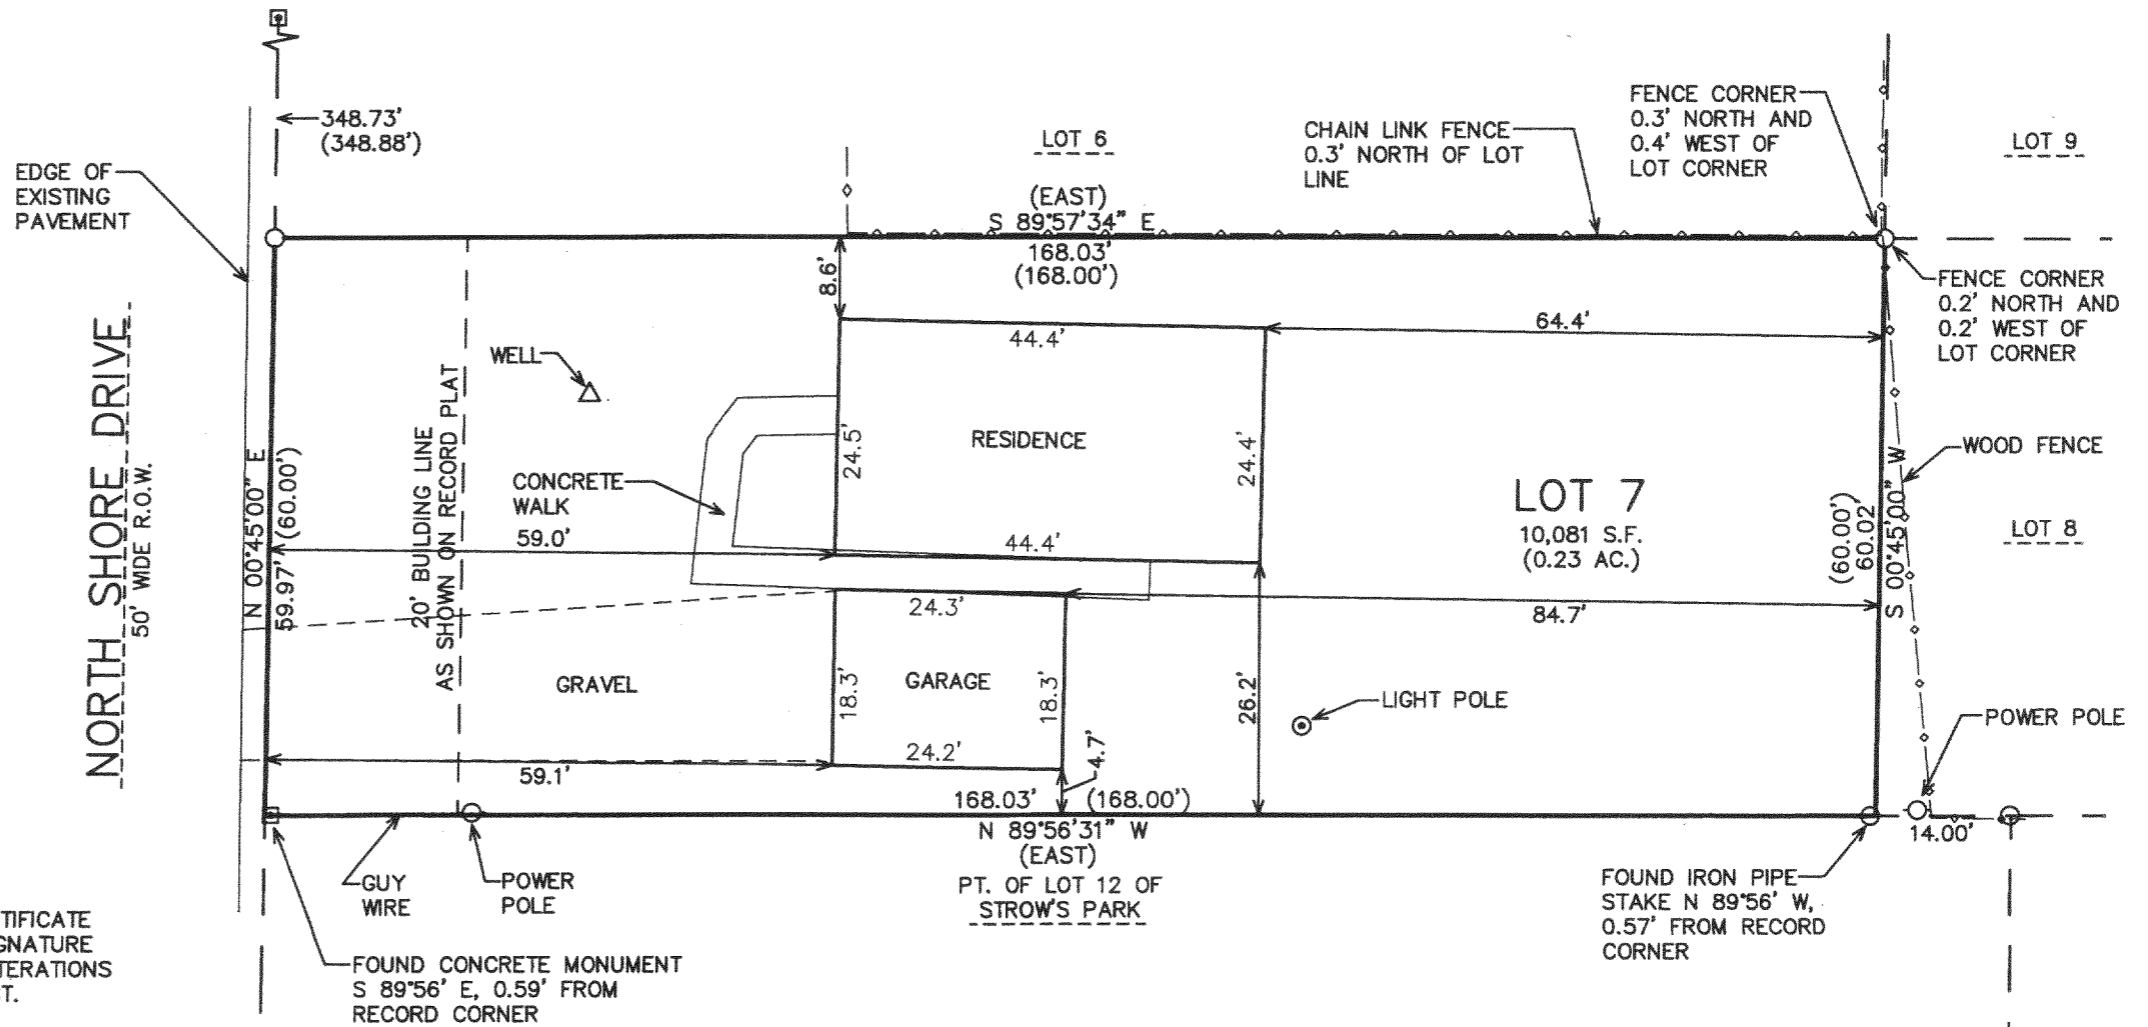 348.73'
(348.88')
EDGE OF
EXISTING
PAVEMENT
LOT 6
(EAST)
S 89°57'34" E
168.03'
(168.00')
CHAIN LINK FENCE
0.3' NORTH OF LOT
LINE
FENCE CORNER
0.3' NORTH AND
0.4' WEST OF
LOT CORNER
LOT 9
FENCE CORNER
0.2' NORTH AND
0.2' WEST OF
LOT CORNER
8.6'
44.4'
64.4'
WELL
NORTH SHORE DRIVE
50' WIDE R.O.W.
N 00°45'00" E
59.97' (60.00')
20' BUILDING LINE
AS SHOWN ON RECORD PLAT
CONCRETE
WALK
24.5'
RESIDENCE
24.4'
LOT 7
10,081 S.F.
(0.23 AC.)
(60.00')
60.02
S 00°45'00" W
WOOD FENCE
LOT 8
59.0'
44.4'
24.3'
84.7'
GRAVEL
18.3'
GARAGE
18.3'
26.2'
LIGHT POLE
POWER POLE
59.1'
24.2'
4.7'
168.03' (168.00')
N 89°56'31" W
(EAST)
PT. OF LOT 12 OF
STROW'S PARK
14.00'
GUY
WIRE
POWER
POLE
FOUND IRON PIPE
STAKE N 89°56' W,
0.57' FROM RECORD
CORNER
TIFICATE
GNATURE
TERATIONS
T.
FOUND CONCRETE MONUMENT
S 89°56' E, 0.59' FROM
RECORD CORNER